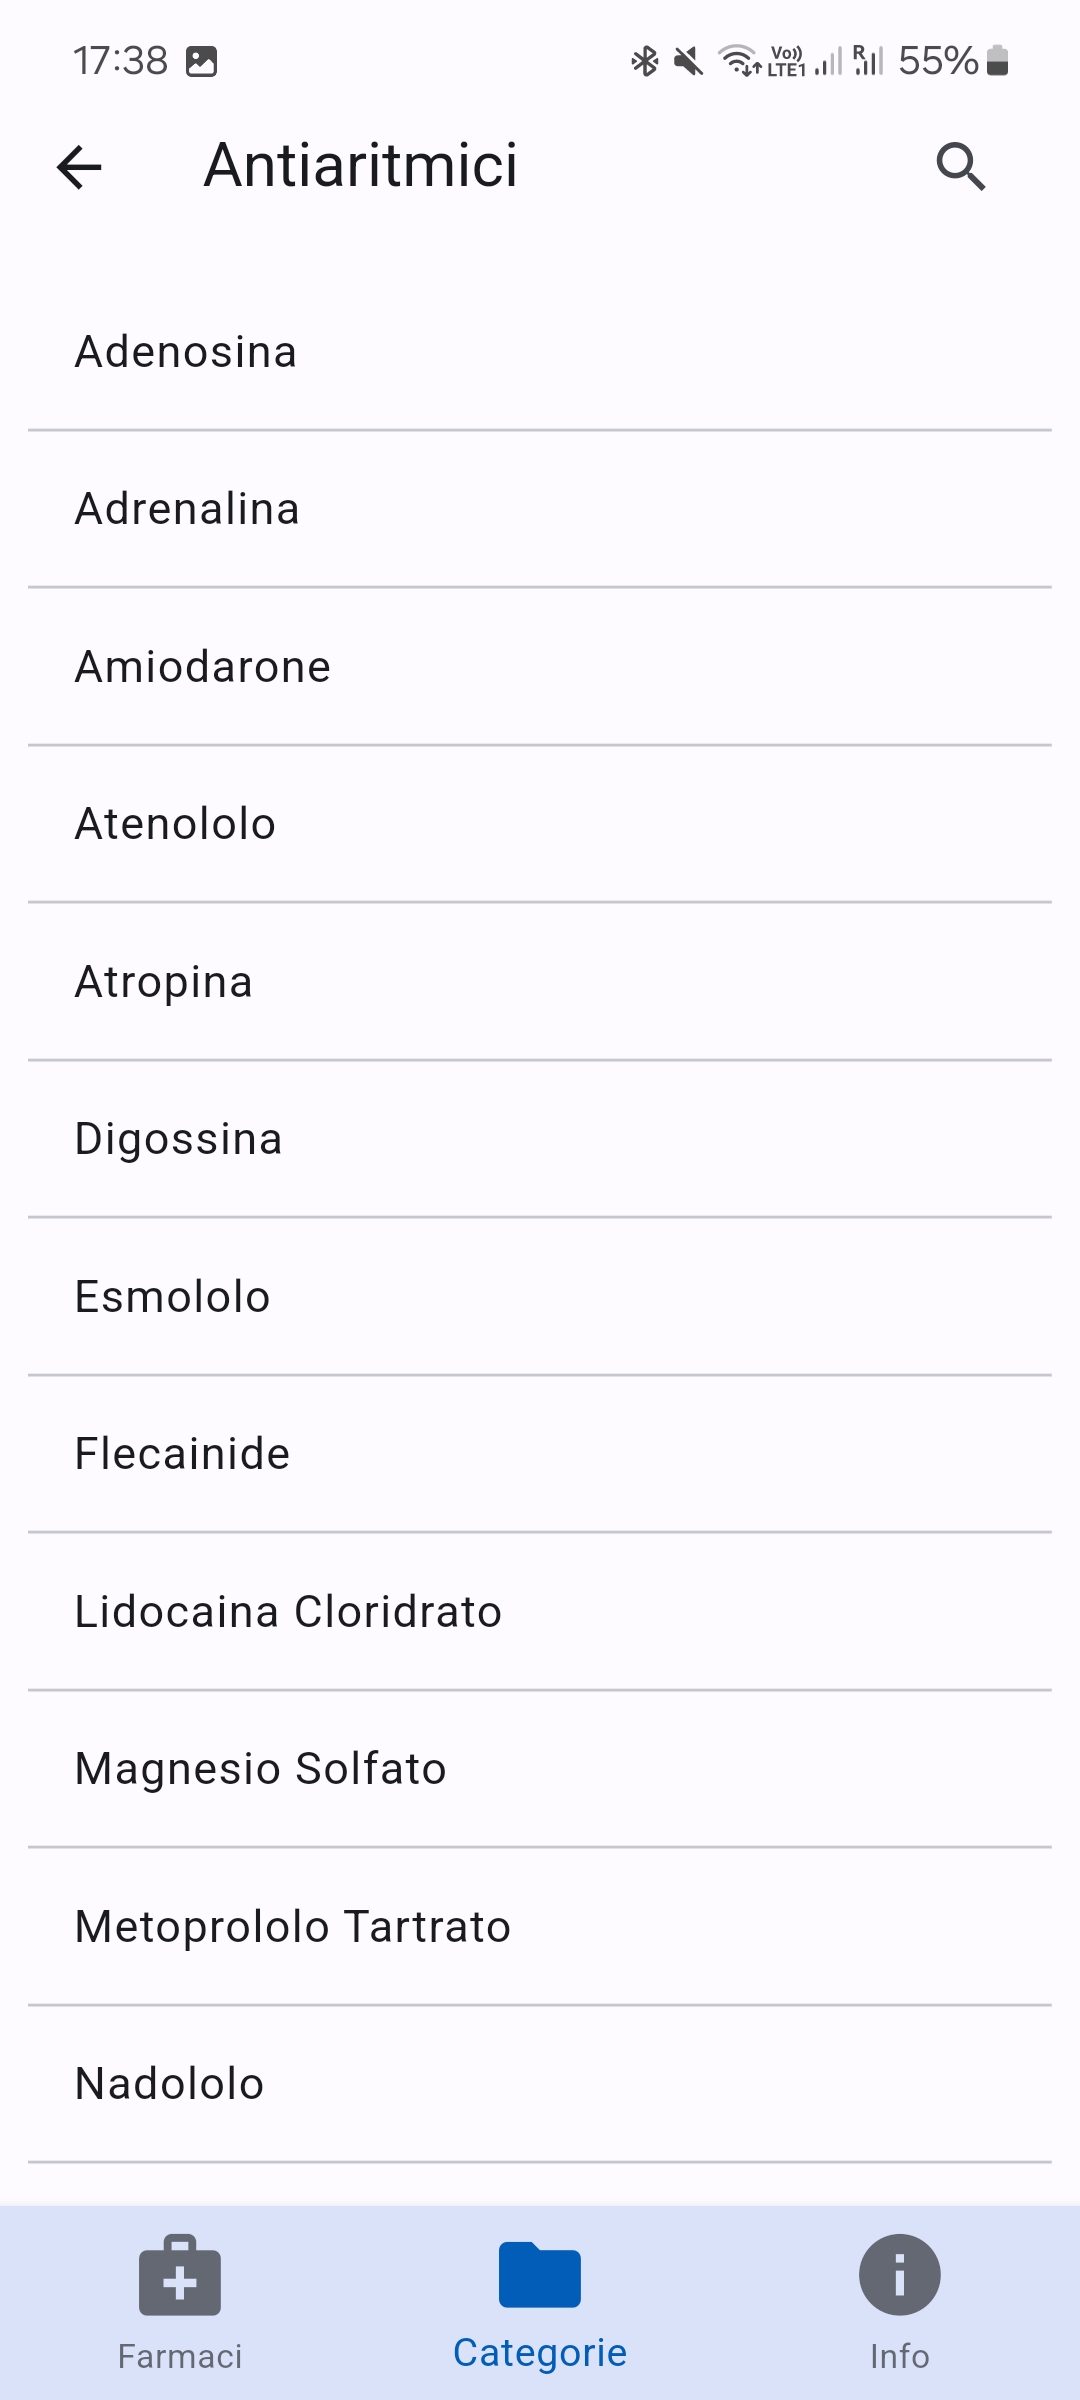 17:38 Vo)) LTE1 R 55%
Antiaritmici
Adenosina
Adrenalina
Amiodarone
Atenololo
Atropina
Digossina
Esmololo
Flecainide
Lidocaina Cloridrato
Magnesio Solfato
Metoprololo Tartrato
Nadololo
Farmaci Categorie Info